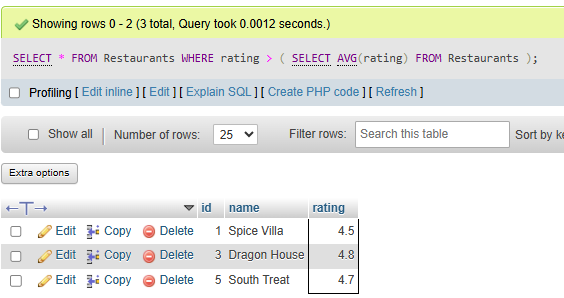 Showing rows 0 - 2 (3 total, Query took 0.0012 seconds.)
SELECT * FROM Restaurants WHERE rating > ( SELECT AVG(rating) FROM Restaurants );
Profiling [ Edit inline ] [ Edit ] [ Explain SQL ] [ Create PHP code ] [ Refresh ]
Show all | Number of rows: 25 Filter rows: Search this table Sort by ke
Extra options
←T→ id name rating
Edit Copy Delete 1 Spice Villa 4.5
Edit Copy Delete 3 Dragon House 4.8
Edit Copy Delete 5 South Treat 4.7